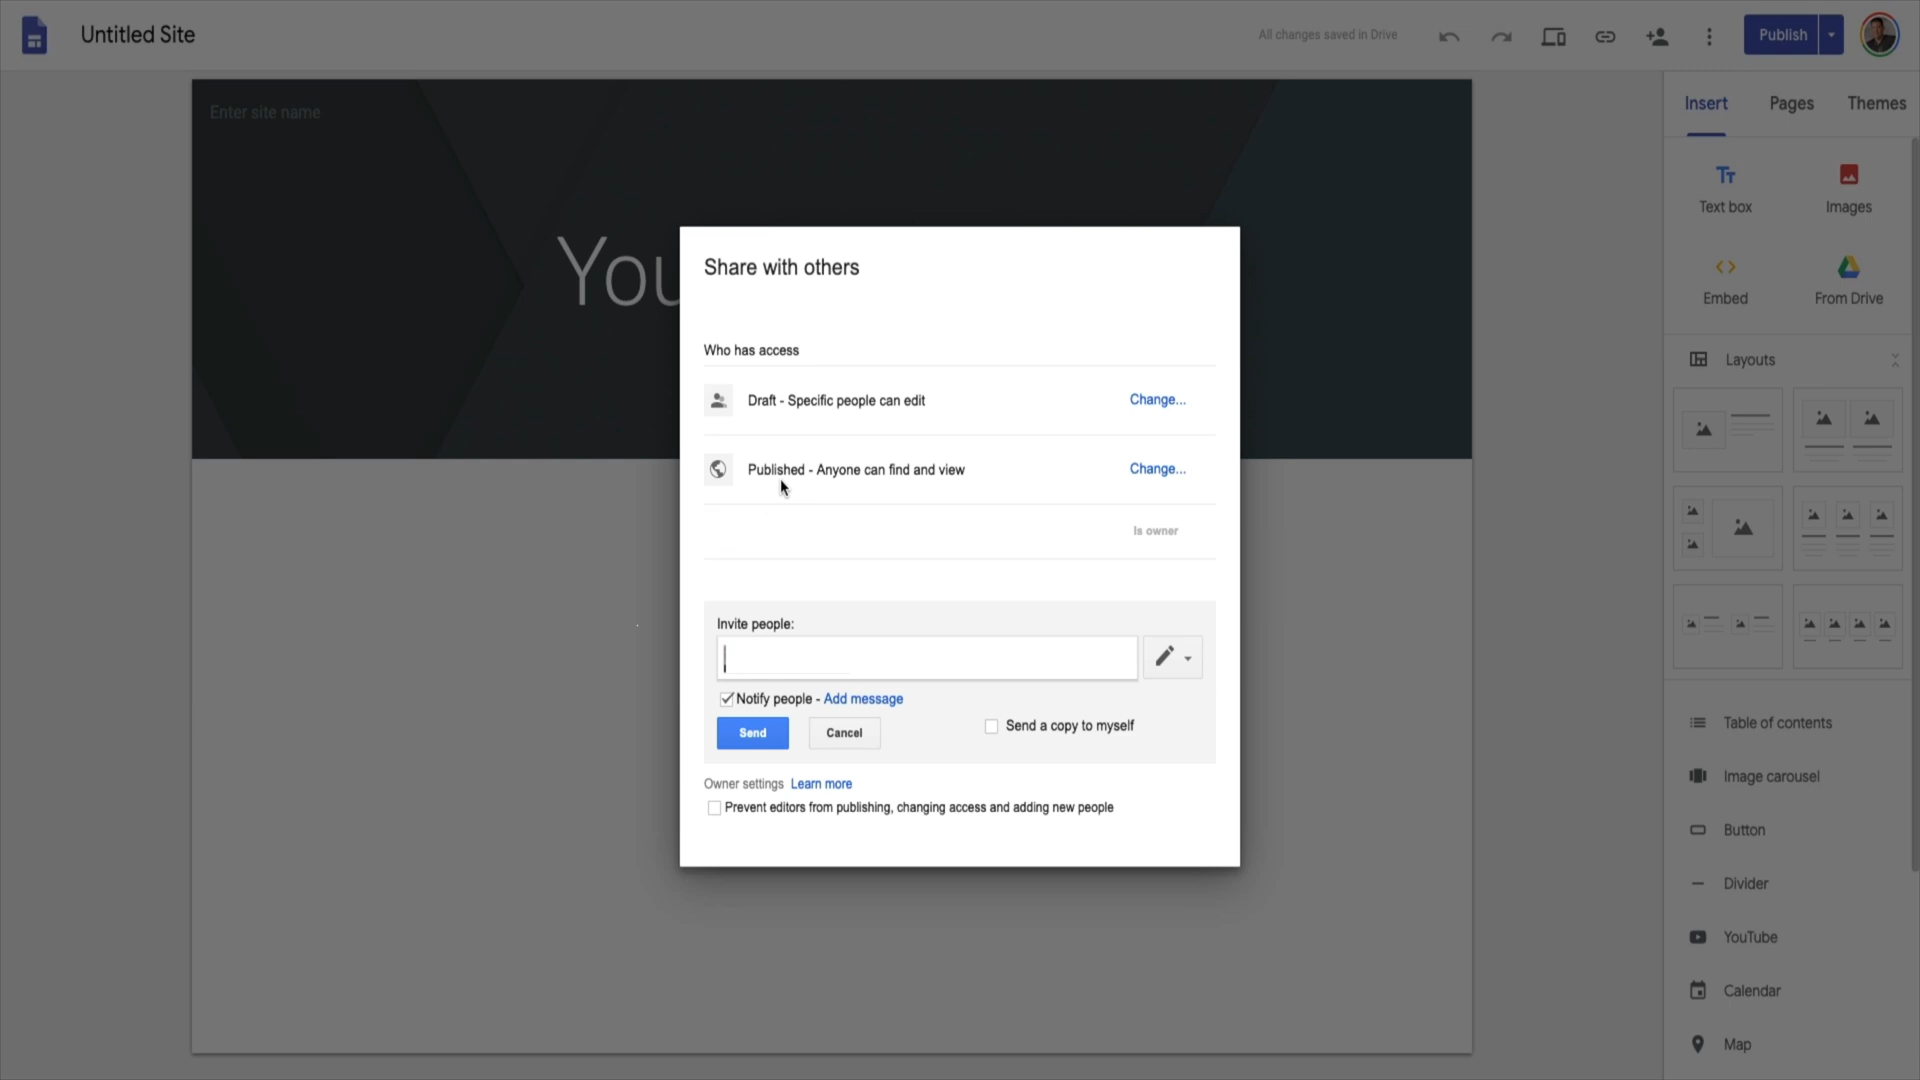 Untitled Site
All changes saved in Drive
Publish
Enter site name
You
Insert
Pages
Themes
Text box
Images
Embed
From Drive
Layouts
Table of contents
Image carousel
Button
Divider
YouTube
Calendar
Map
Share with others
Who has access
Draft - Specific people can edit
Change...
Published - Anyone can find and view
Change...
Is owner
Invite people:
Notify people - Add message
Send
Cancel
Send a copy to myself
Owner settings Learn more
Prevent editors from publishing, changing access and adding new people